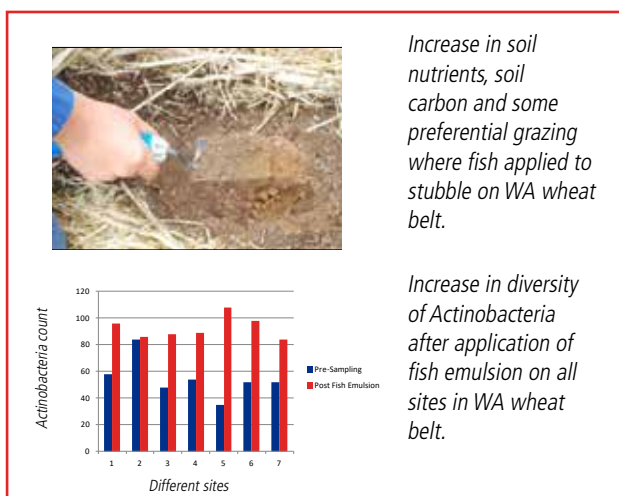 Increase in soil
nutrients, soil
carbon and some
preferential grazing
where fish applied to
stubble on WA wheat
belt.
Actinobacteria count
120
100
80
60
40
20
0
1 2 3 4 5 6 7
Different sites
Pre-Sampling
Post Fish Emulsion
Increase in diversity
of Actinobacteria
after application of
fish emulsion on all
sites in WA wheat
belt.